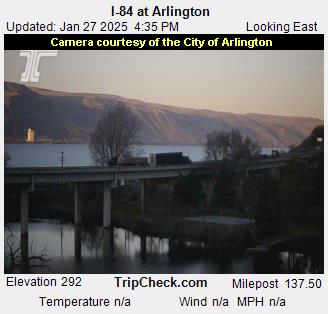 I-84 at Arlington
Updated: Jan 27 2025 4:35 PM Looking East
Camera courtesy of the City of Arlington
Elevation 292 TripCheck.com Milepost 137.50
Temperature n/a Wind n/a MPH n/a